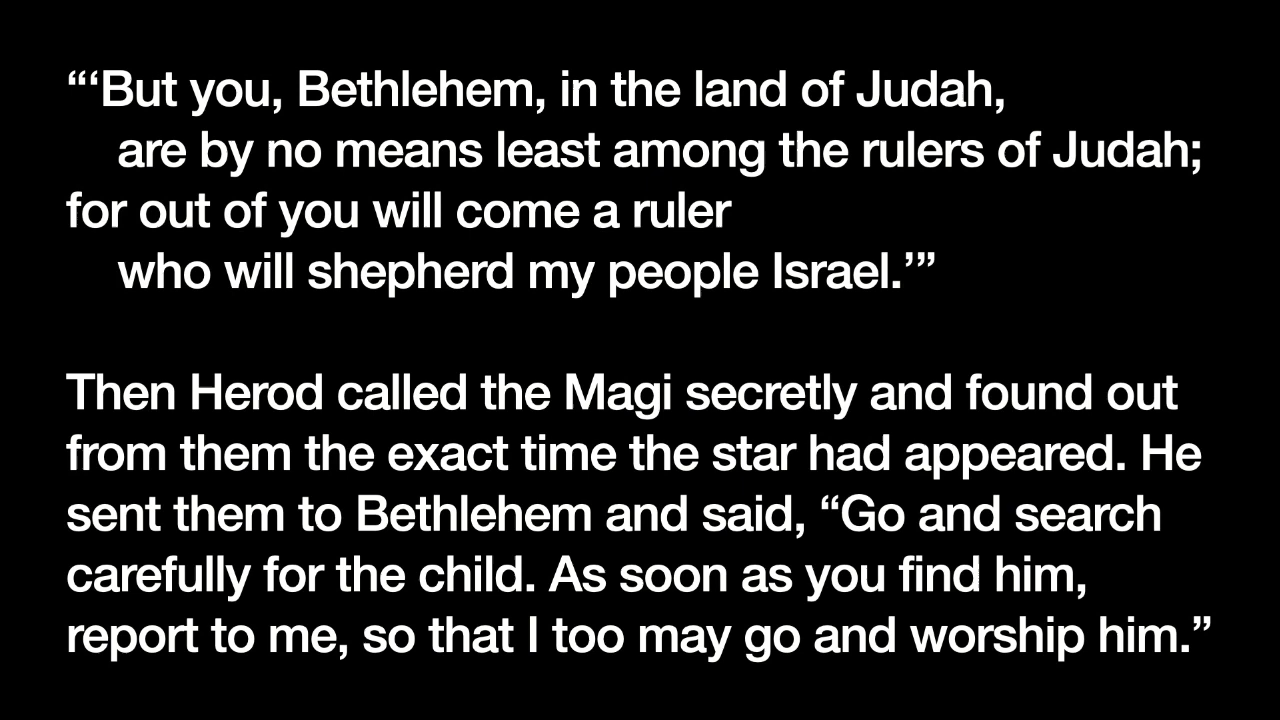 “‘But you, Bethlehem, in the land of Judah,
are by no means least among the rulers of Judah;
for out of you will come a ruler
who will shepherd my people Israel.’”
Then Herod called the Magi secretly and found out
from them the exact time the star had appeared. He
sent them to Bethlehem and said, “Go and search
carefully for the child. As soon as you find him,
report to me, so that I too may go and worship him.”